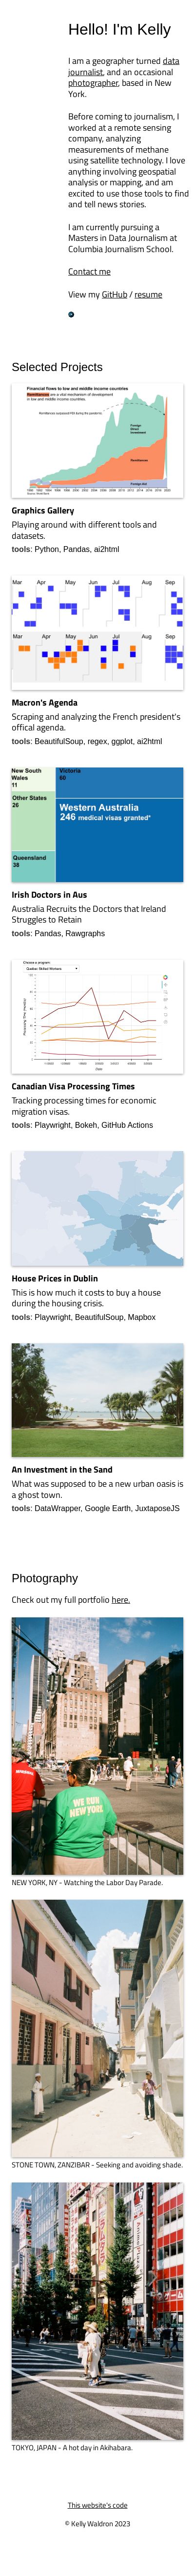 Hello! I'm Kelly
I am a geographer turned data
journalist, and an occasional
photographer, based in New
York.
Before coming to journalism, I
worked at a remote sensing
company, analyzing
measurements of methane
using satellite technology. I love
anything involving geospatial
analysis or mapping, and am
excited to use those tools to find
and tell news stories.
I am currently pursuing a
Masters in Data Journalism at
Columbia Journalism School.
Contact me
View my GitHub / resume
Selected Projects
Financial flows to low and middle income countries
Remittances are now a main mechanism of development
in low and middle income countries.
Foreign
Direct
Investment
Remittances
Graphics Gallery
Playing around with different tools and
datasets.
tools: Python, Pandas, ai2html
Mar Apr May Jun Jul Aug Sep
Mar Apr May Jun Jul Aug Sep
Macron's Agenda
Scraping and analyzing the French president's
offical agenda.
tools: BeautifulSoup, regex, ggplot, ai2html
New South
Wales
11
Victoria
60
Other States
26
Western Australia
246 medical visas granted*
Queensland
38
Irish Doctors in Aus
Australia Recruits the Doctors that Ireland
Struggles to Retain
tools: Pandas, Rawgraphs
Canadian Visa Processing Times
Tracking processing times for economic
migration visas.
tools: Playwright, Bokeh, GitHub Actions
House Prices in Dublin
This is how much it costs to buy a house
during the housing crisis.
tools: Playwright, BeautifulSoup, Mapbox
An Investment in the Sand
What was supposed to be a new urban oasis is
a ghost town.
tools: DataWrapper, Google Earth, JuxtaposeJS
Photography
Check out my full portfolio here.
WE RUN
NEW YORK
NEW YORK, NY - Watching the Labor Day Parade.
STONE TOWN, ZANZIBAR - Seeking and avoiding shade.
TOKYO, JAPAN - A hot day in Akihabara.
This website's code
© Kelly Waldron 2023